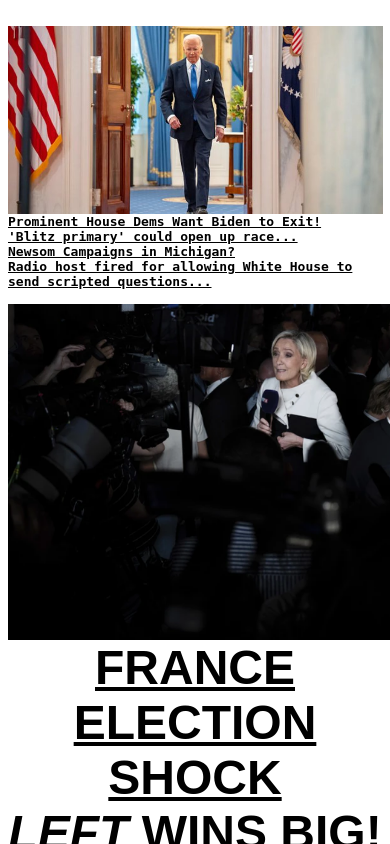 Prominent House Dems Want Biden to Exit!
'Blitz primary' could open up race...
Newsom Campaigns in Michigan?
Radio host fired for allowing White House to
send scripted questions...
FRANCE
ELECTION
SHOCK
LEFT WINS BIG!